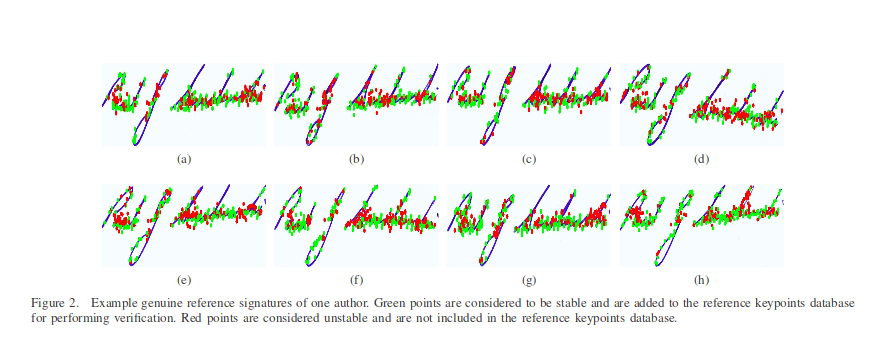 (a) (b) (c) (d)
(e) (f) (g) (h)
Figure 2. Example genuine reference signatures of one author. Green points are considered to be stable and are added to the reference keypoints database
for performing verification. Red points are considered unstable and are not included in the reference keypoints database.